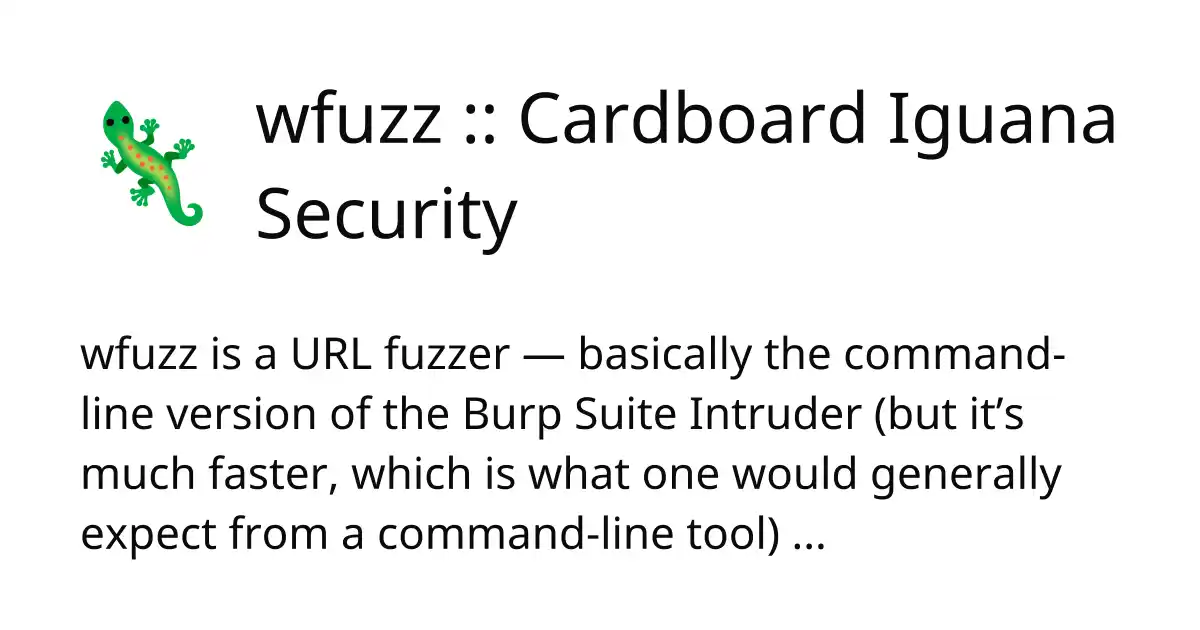 wfuzz :: Cardboard Iguana
Security
wfuzz is a URL fuzzer — basically the command-
line version of the Burp Suite Intruder (but it’s
much faster, which is what one would generally
expect from a command-line tool) …